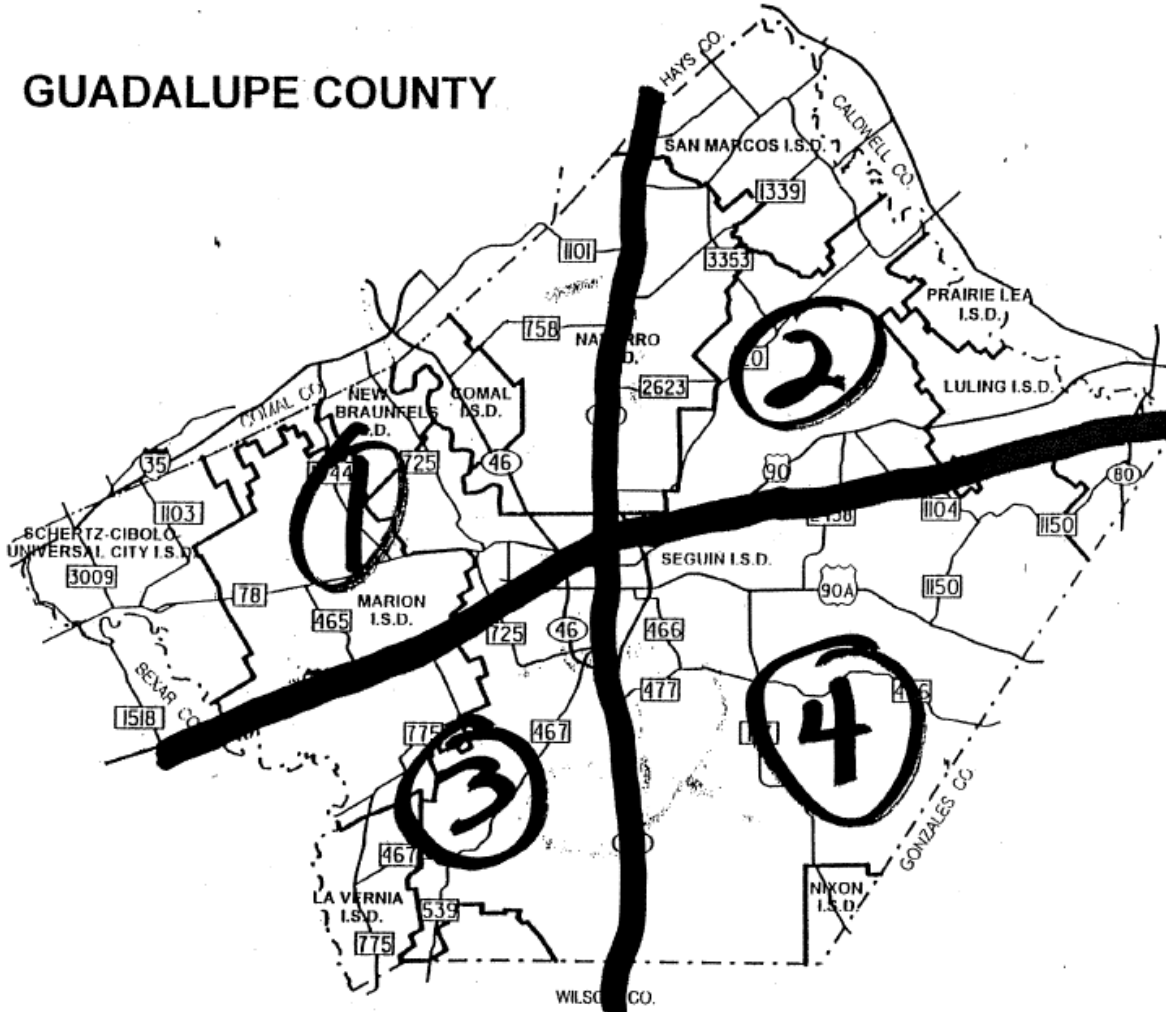 GUADALUPE COUNTY
HAYS CO.
CALDWELL CO.
SAN MARCOS I.S.D.
1339
1101
3353
PRAIRIE LEA
I.S.D.
758
2
2623
LULING I.S.D.
COMAL CO.
NEW
BRAUNFELS
COMAL
I.S.D.
35
1
725
46
90
80
1103
1104
1150
SCHERTZ-CIBOLO-
UNIVERSAL CITY I.S.D.
3009
SEGUIN I.S.D.
78
MARION
I.S.D.
90A
1150
465
725
46
466
BEXAR CO.
477
1518
775
467
3
4
GONZALES CO.
467
LA VERNIA
I.S.D.
539
NIXON
I.S.D.
775
CO.